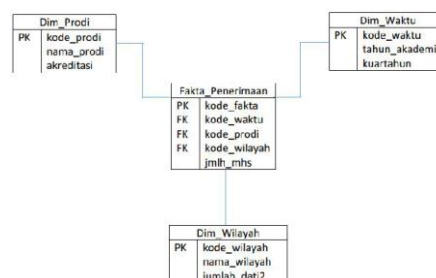 Dim_Prodi
PK kode_prodi
nama_prodi
akreditasi
Dim_Waktu
PK kode_waktu
tahun_akademi
kuartahun
Fakta_Penerimaan
PK kode_fakta
FK kode_waktu
FK kode_prodi
FK kode_wilayah
jmlh_mhs
Dim_Wilayah
PK kode_wilayah
nama_wilayah
jumlah_dati2